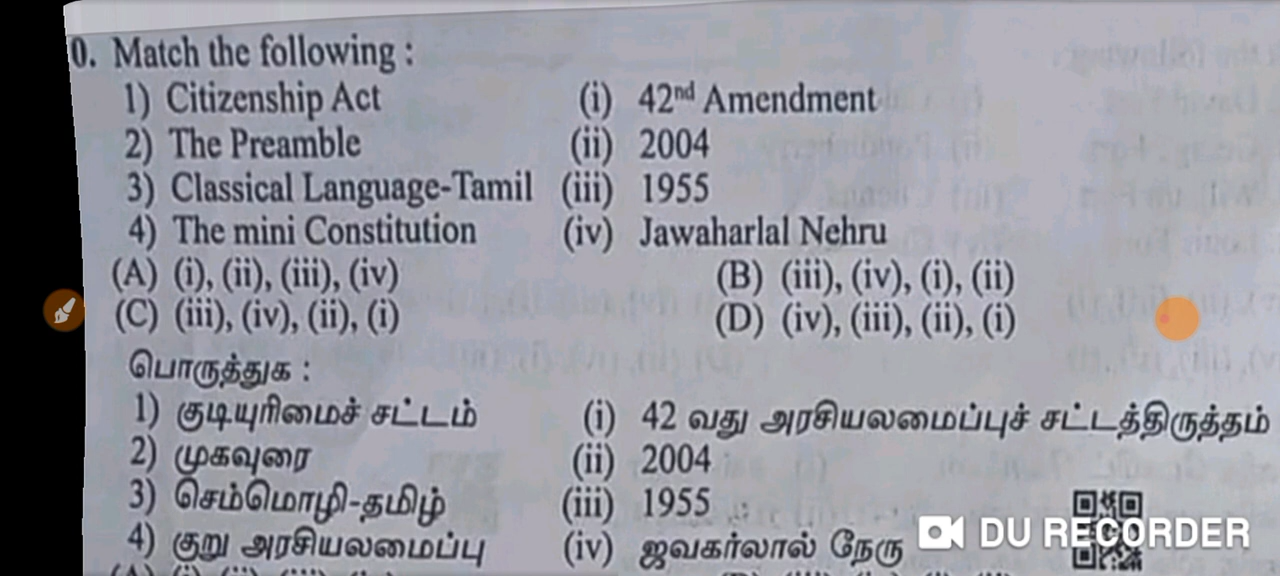 0. Match the following :
1) Citizenship Act (i) 42nd Amendment
2) The Preamble (ii) 2004
3) Classical Language-Tamil (iii) 1955
4) The mini Constitution (iv) Jawaharlal Nehru
(A) (i), (ii), (iii), (iv) (B) (iii), (iv), (i), (ii)
(C) (iii), (iv), (ii), (i) (D) (iv), (iii), (ii), (i)
பொருத்துக :
1) குடியுரிமைச் சட்டம் (i) 42 வது அரசியலமைப்புச் சட்டத்திருத்தம்
2) முகவுரை (ii) 2004
3) செம்மொழி-தமிழ் (iii) 1955
4) குறு அரசியலமைப்பு (iv) ஜவகர்லால் நேரு
DU RECORDER